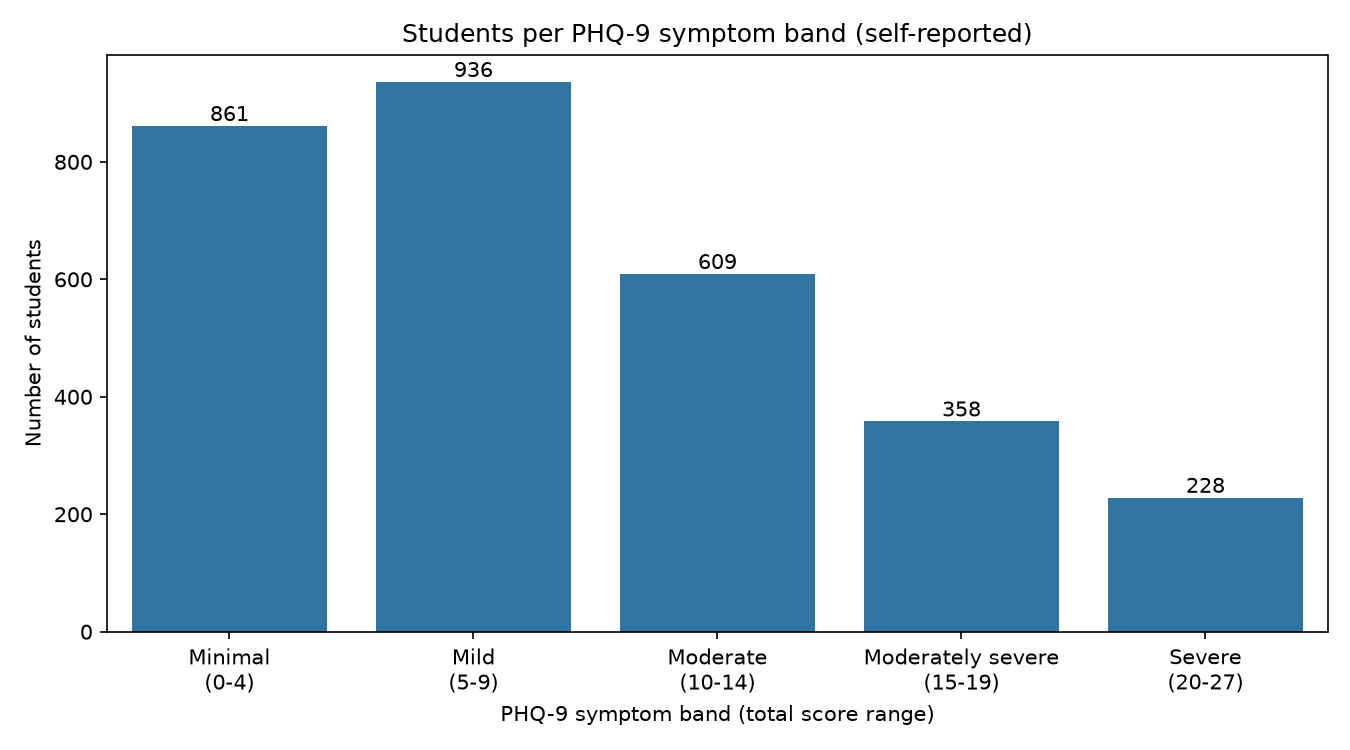 Students per PHQ-9 symptom band (self-reported)
861
936
609
358
228
Number of students
800
600
400
200
0
Minimal
(0-4)
Mild
(5-9)
Moderate
(10-14)
Moderately severe
(15-19)
Severe
(20-27)
PHQ-9 symptom band (total score range)